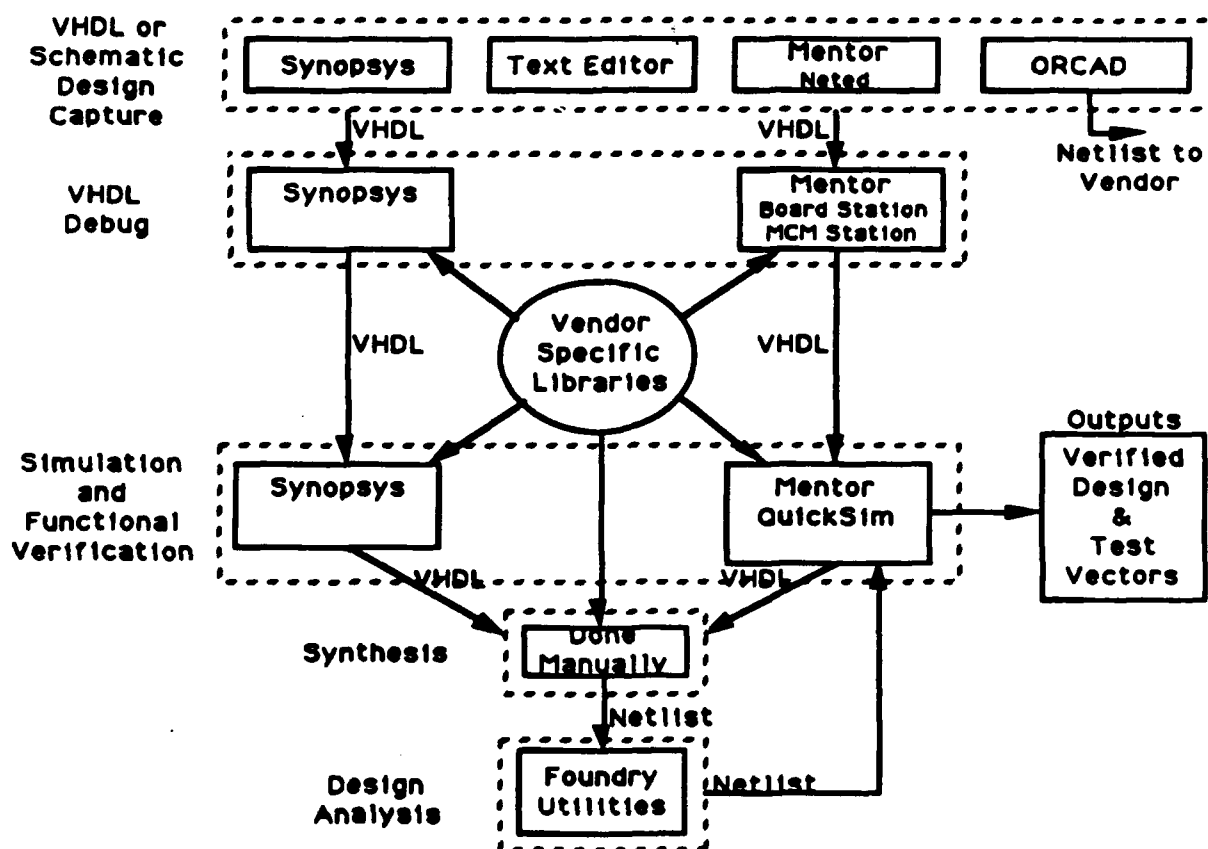 VHDL or
Schematic
Design
Capture
Synopsys
Text Editor
Mentor
Neted
ORCAD
VHDL
VHDL
Netlist to
Vendor
VHDL
Debug
Synopsys
Mentor
Board Station
MCM Station
Vendor
Specific
Libraries
VHDL
VHDL
Simulation
and
Functional
Verification
Synopsys
Mentor
QuickSim
Outputs
Verified
Design
&
Test
Vectors
VHDL
VHDL
Synthesis
Done
Manually
Netlist
Design
Analysis
Foundry
Utilities
Netlist